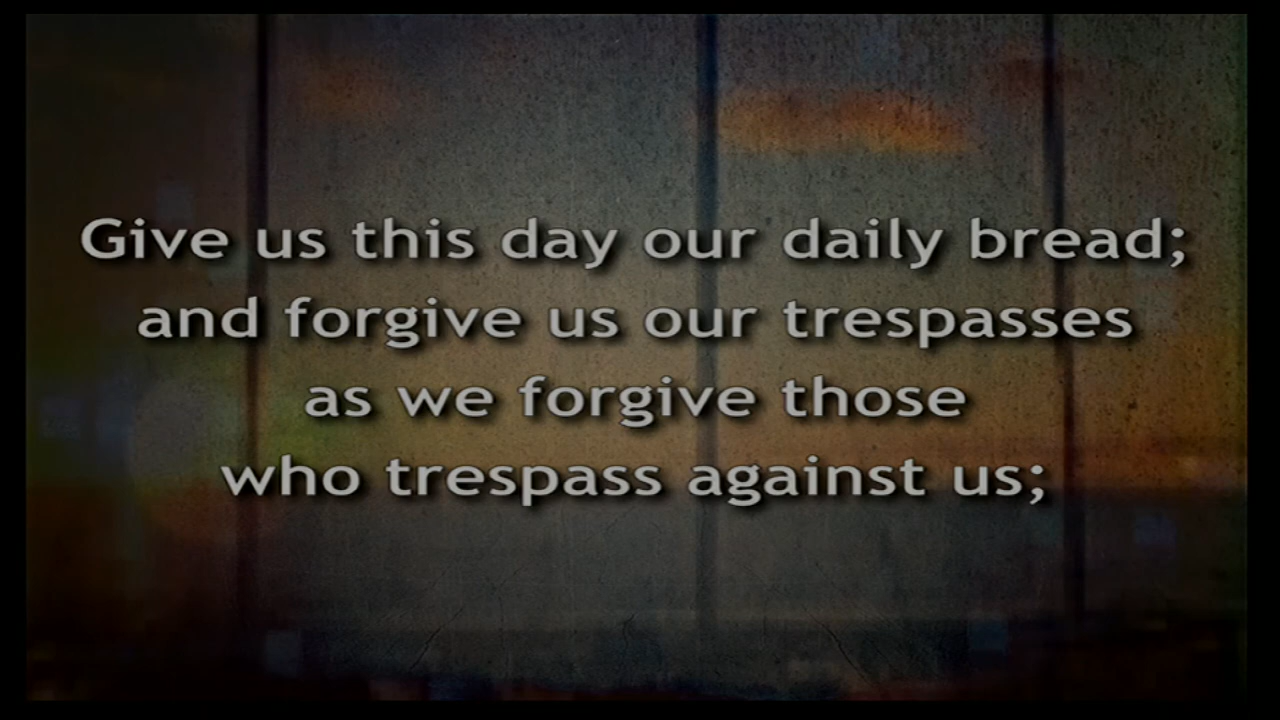 Give us this day our daily bread;
and forgive us our trespasses
as we forgive those
who trespass against us;